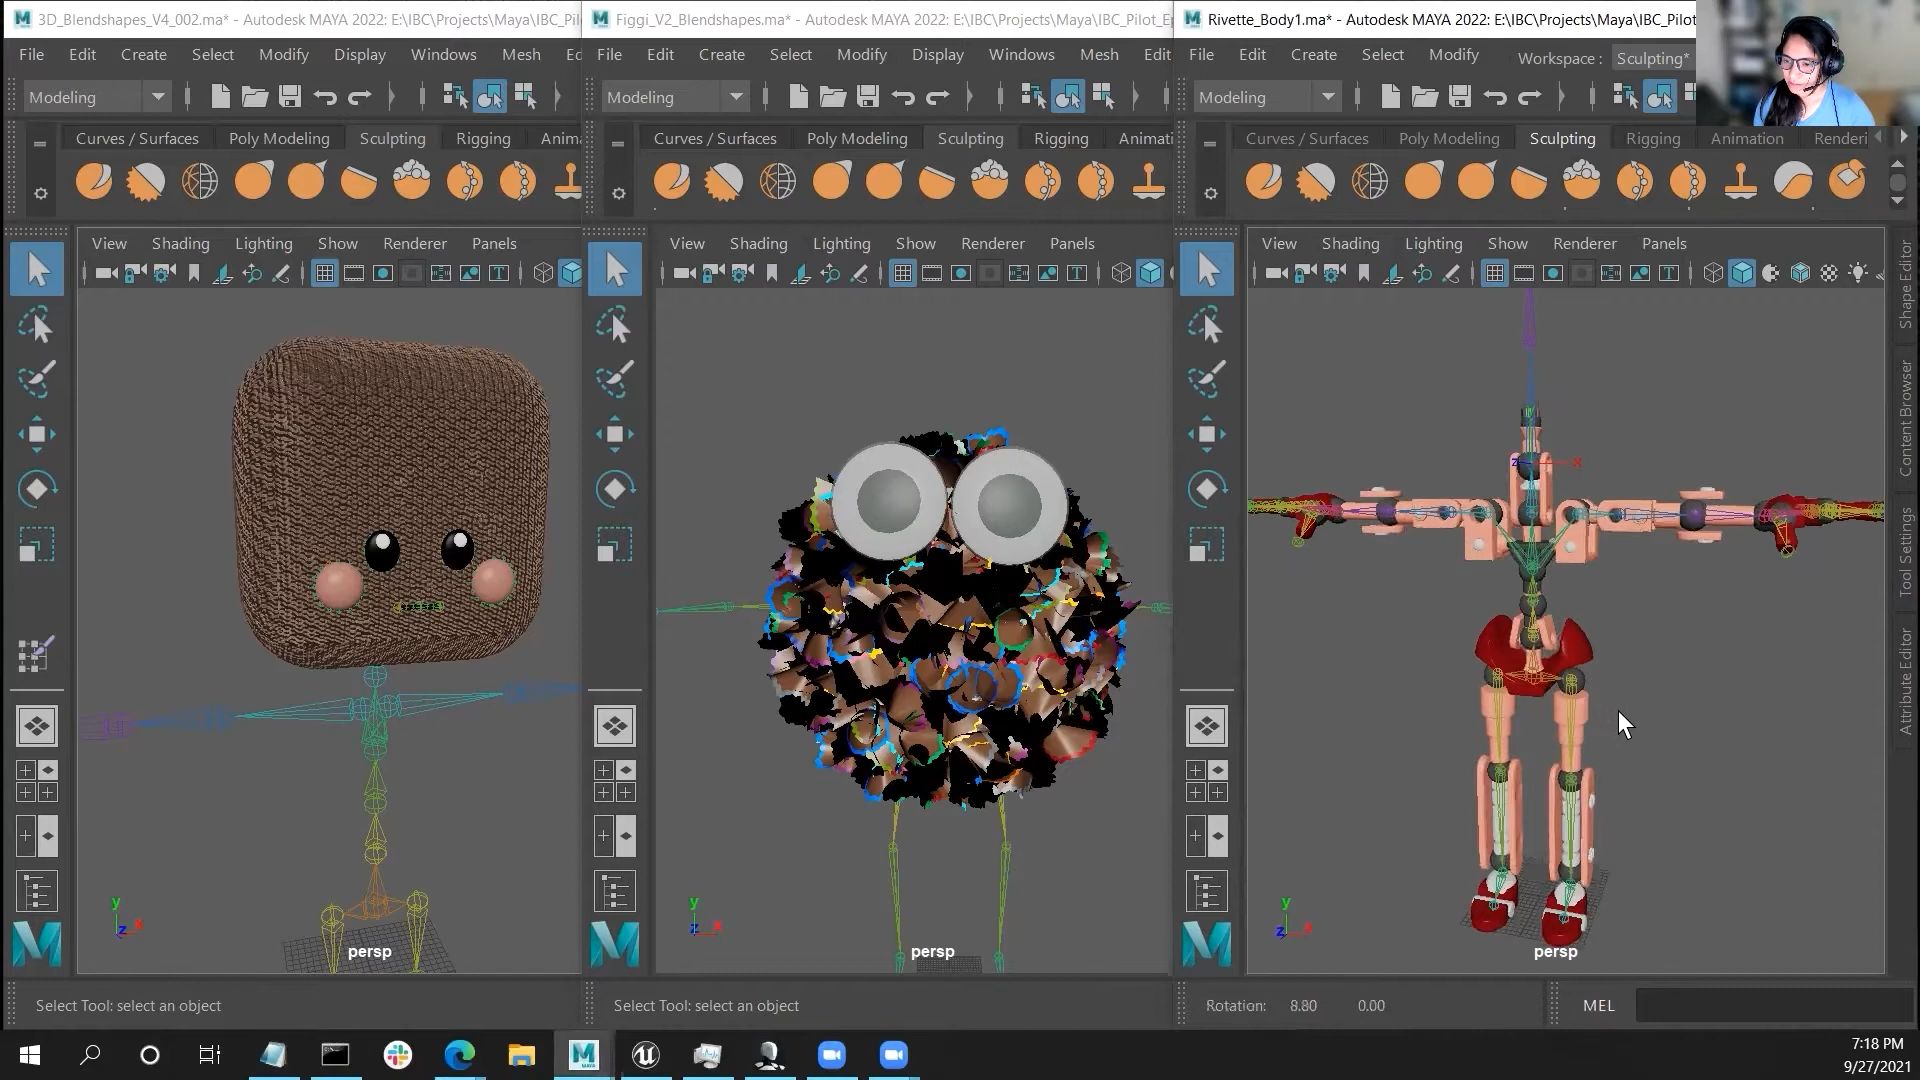 3D_Blendshapes_V4_002.ma* - Autodesk MAYA 2022: E:\IBC\Projects\Maya\IBC_Pil
File Edit Create Select Modify Display Windows Mesh Ed
Modeling
Curves / Surfaces Poly Modeling Sculpting Rigging Anim
View Shading Lighting Show Renderer Panels
y
x
z
persp
Select Tool: select an object
Figgi_V2_Blendshapes.ma* - Autodesk MAYA 2022: E:\IBC\Projects\Maya\IBC_Pilot_Ep
File Edit Create Select Modify Display Windows Mesh Edit
Modeling
Curves / Surfaces Poly Modeling Sculpting Rigging Animati
View Shading Lighting Show Renderer Panels
y
x
z
persp
Select Tool: select an object
Rivette_Body1.ma* - Autodesk MAYA 2022: E:\IBC\Projects\Maya\IBC_Pilot
File Edit Create Select Modify Workspace : Sculpting*
Modeling
Curves / Surfaces Poly Modeling Sculpting Rigging Animation Renderi
View Shading Lighting Show Renderer Panels
z x
y
x
z
persp
Shape Editor
Content Browser
Tool Settings
Attribute Editor
Rotation: 8.80 0.00
MEL
7:18 PM
9/27/2021